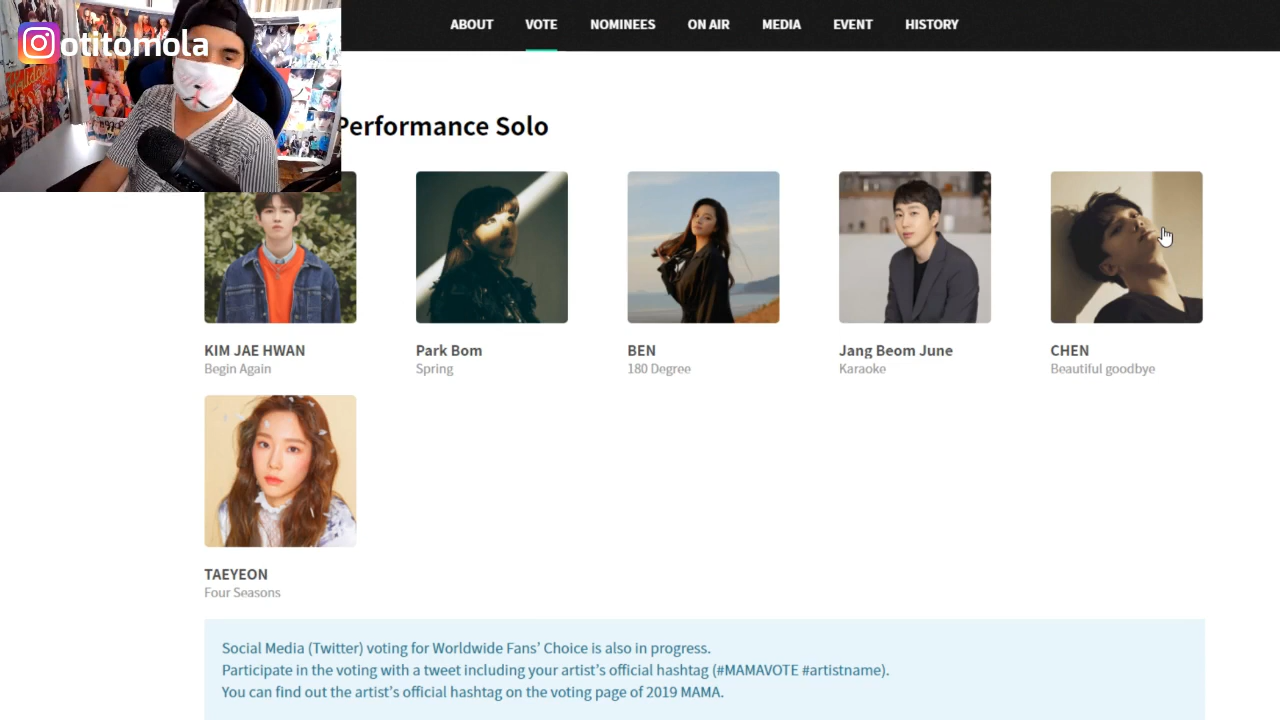 otitomola
ABOUT VOTE NOMINEES ON AIR MEDIA EVENT HISTORY
Performance Solo
KIM JAE HWAN
Begin Again
Park Bom
Spring
BEN
180 Degree
Jang Beom June
Karaoke
CHEN
Beautiful goodbye
TAEYEON
Four Seasons
Social Media (Twitter) voting for Worldwide Fans' Choice is also in progress.
Participate in the voting with a tweet including your artist's official hashtag (#MAMAVOTE #artistname).
You can find out the artist's official hashtag on the voting page of 2019 MAMA.